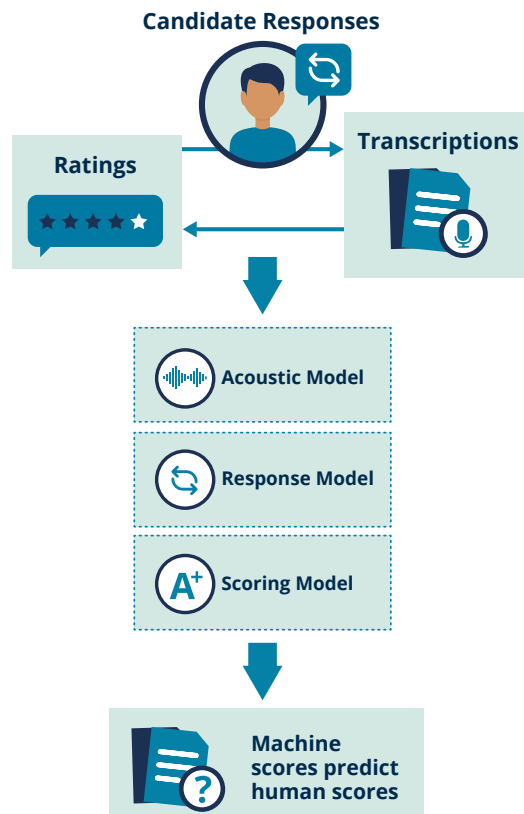 Candidate Responses
Ratings
Transcriptions
Acoustic Model
Response Model
A+
Scoring Model
?
Machine
scores predict
human scores